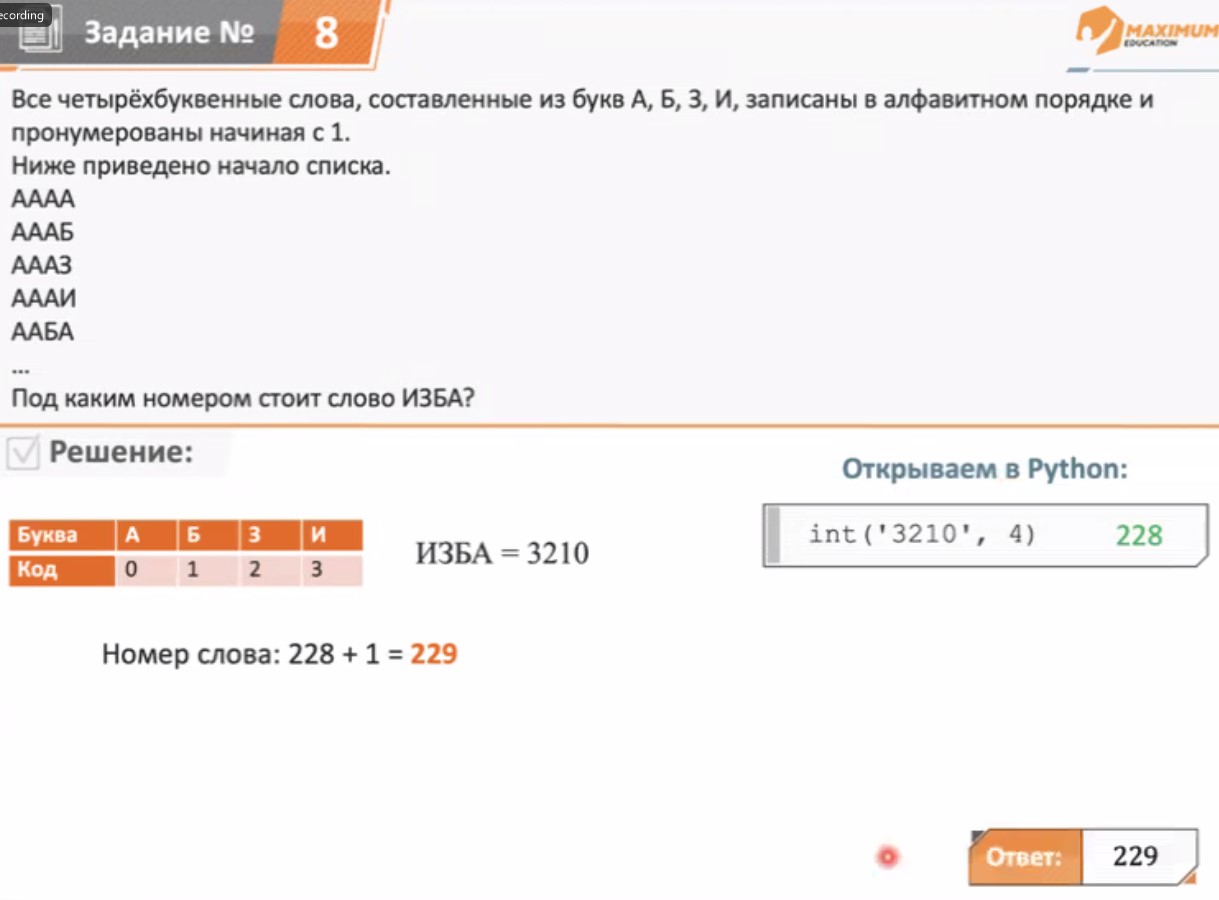 ecording
Задание № 8
MAXIMUM
EDUCATION
Все четырёхбуквенные слова, составленные из букв А, Б, З, И, записаны в алфавитном порядке и
пронумерованы начиная с 1.
Ниже приведено начало списка.
АААА
АААБ
АААЗ
АААИ
ААБА
...
Под каким номером стоит слово ИЗБА?
Решение:
Открываем в Python:
Буква А Б З И
Код 0 1 2 3
ИЗБА = 3210
int('3210', 4) 228
Номер слова: 228 + 1 = 229
Ответ: 229